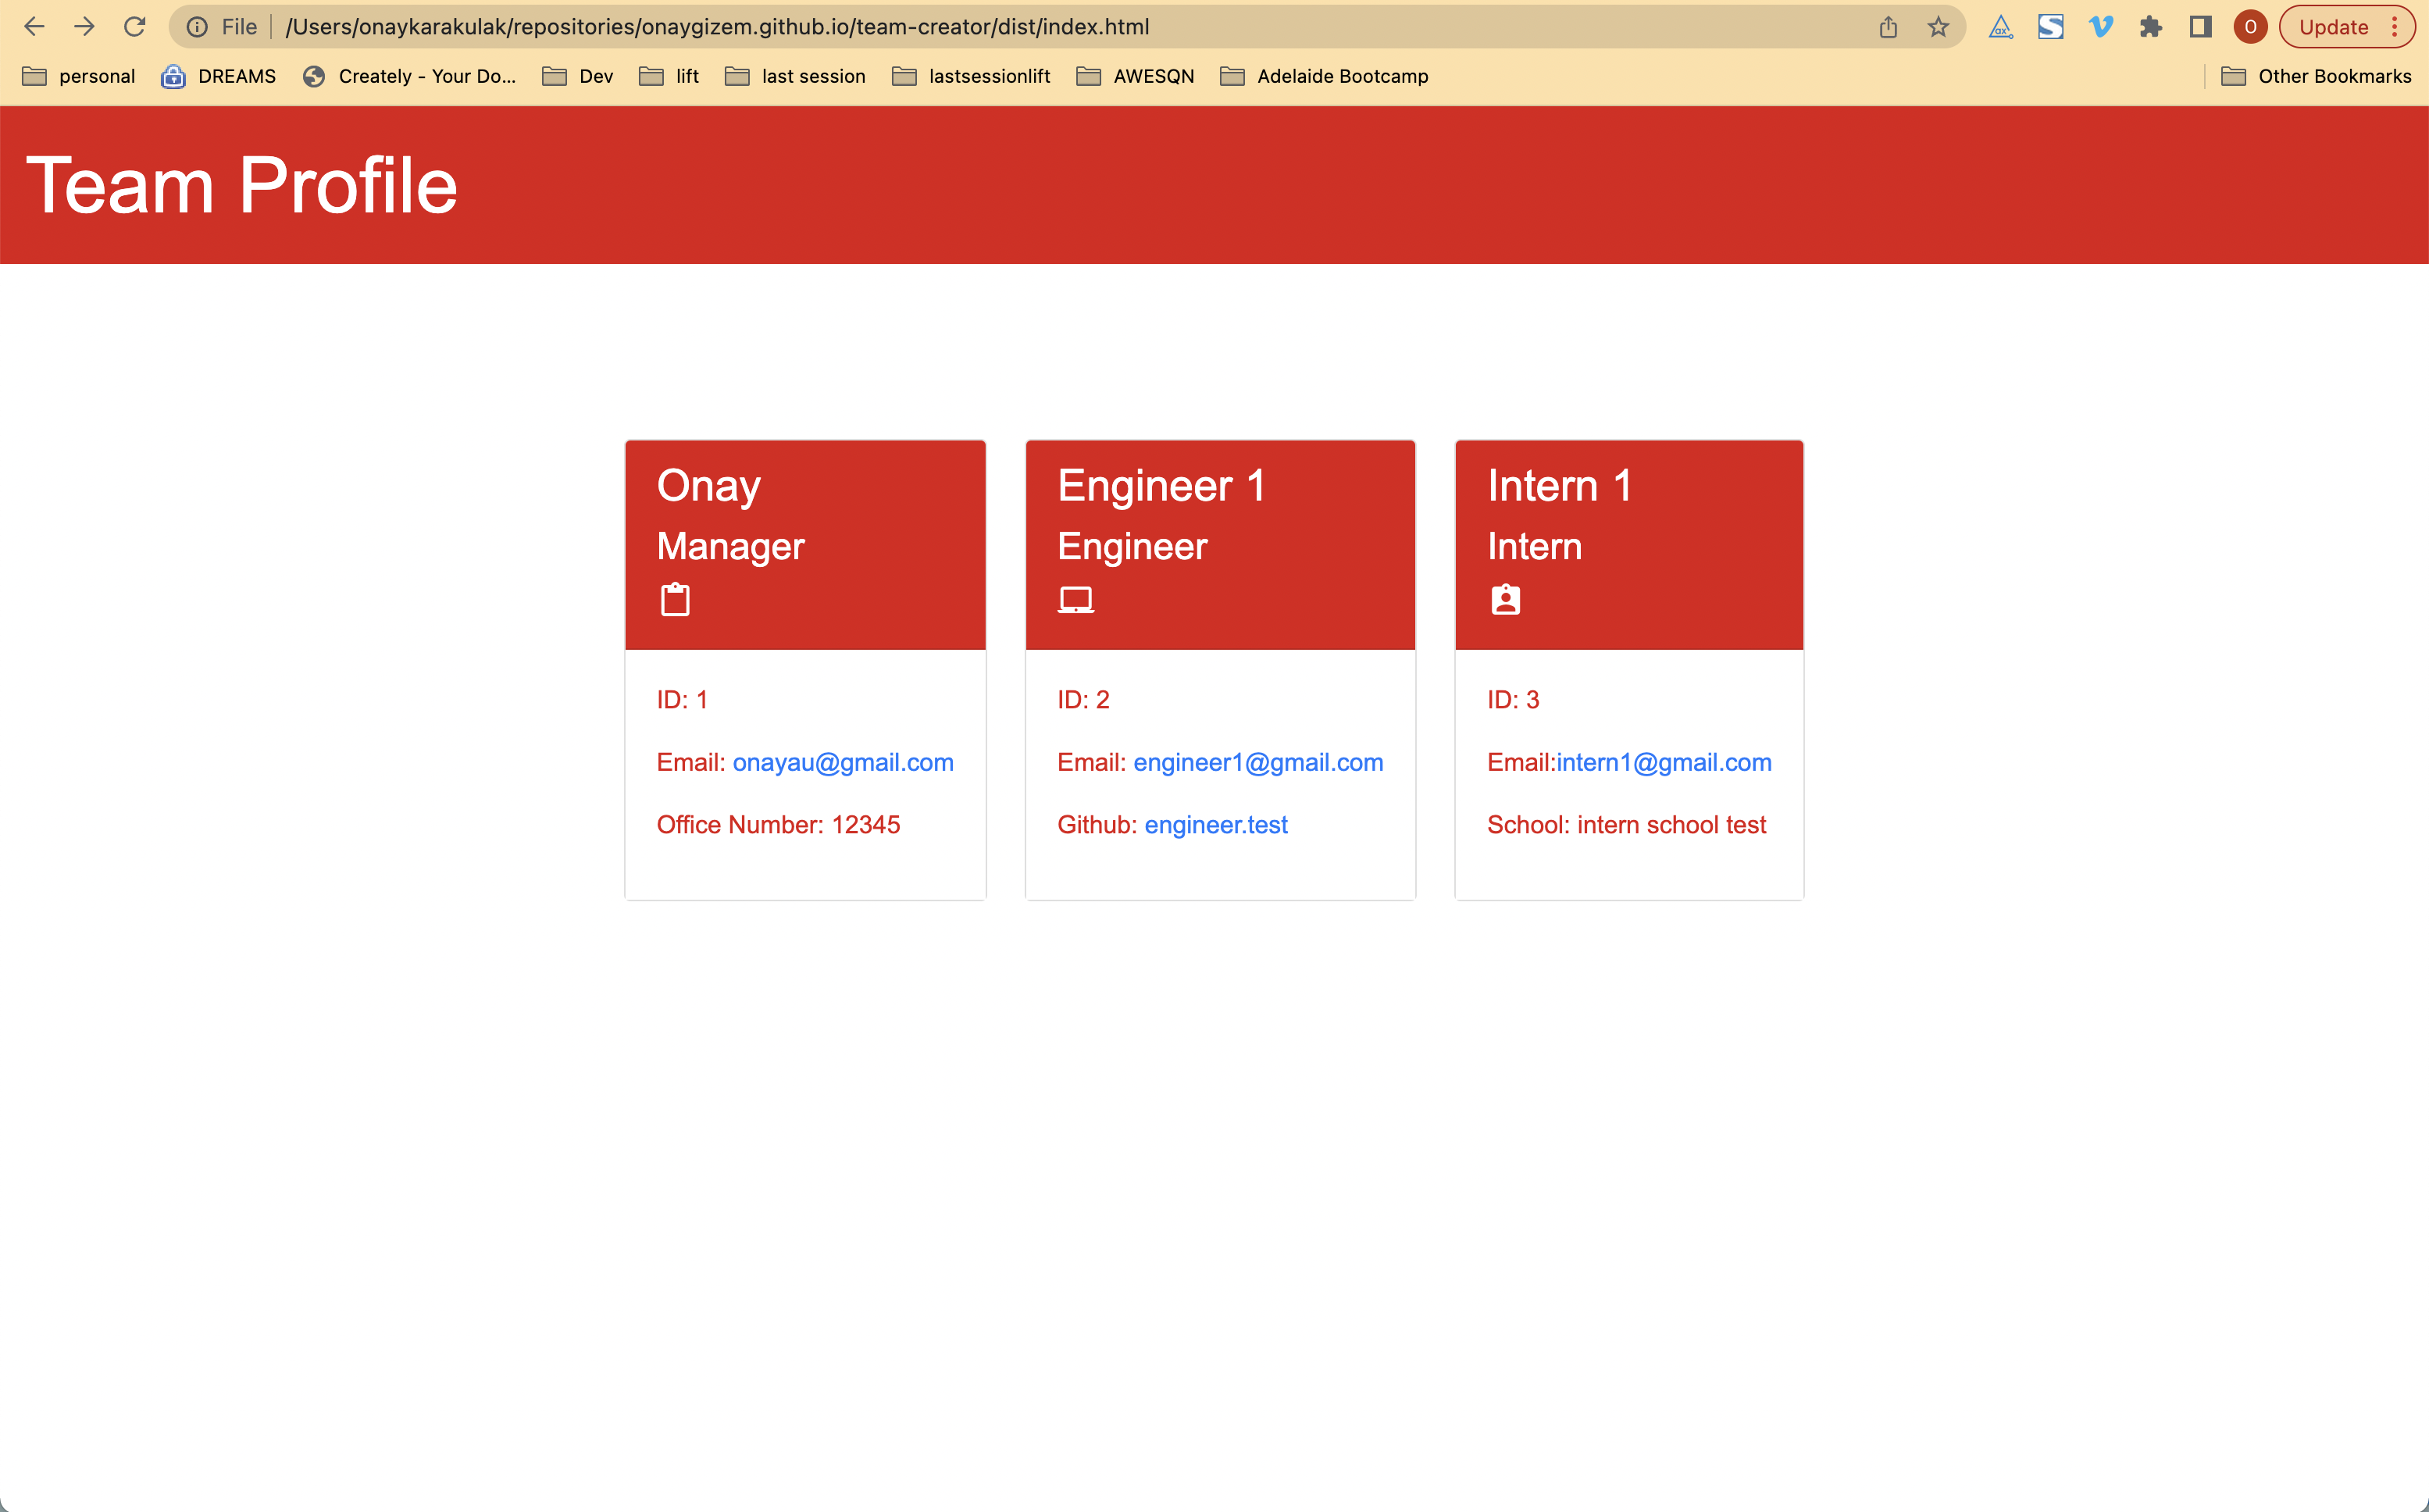 File /Users/onaykarakulak/repositories/onaygizem.github.io/team-creator/dist/index.html O Update
personal DREAMS Creately - Your Do... Dev lift last session lastsessionlift AWESQN Adelaide Bootcamp Other Bookmarks
Team Profile
Onay
Manager
ID: 1
Email: onayau@gmail.com
Office Number: 12345
Engineer 1
Engineer
ID: 2
Email: engineer1@gmail.com
Github: engineer.test
Intern 1
Intern
ID: 3
Email:intern1@gmail.com
School: intern school test